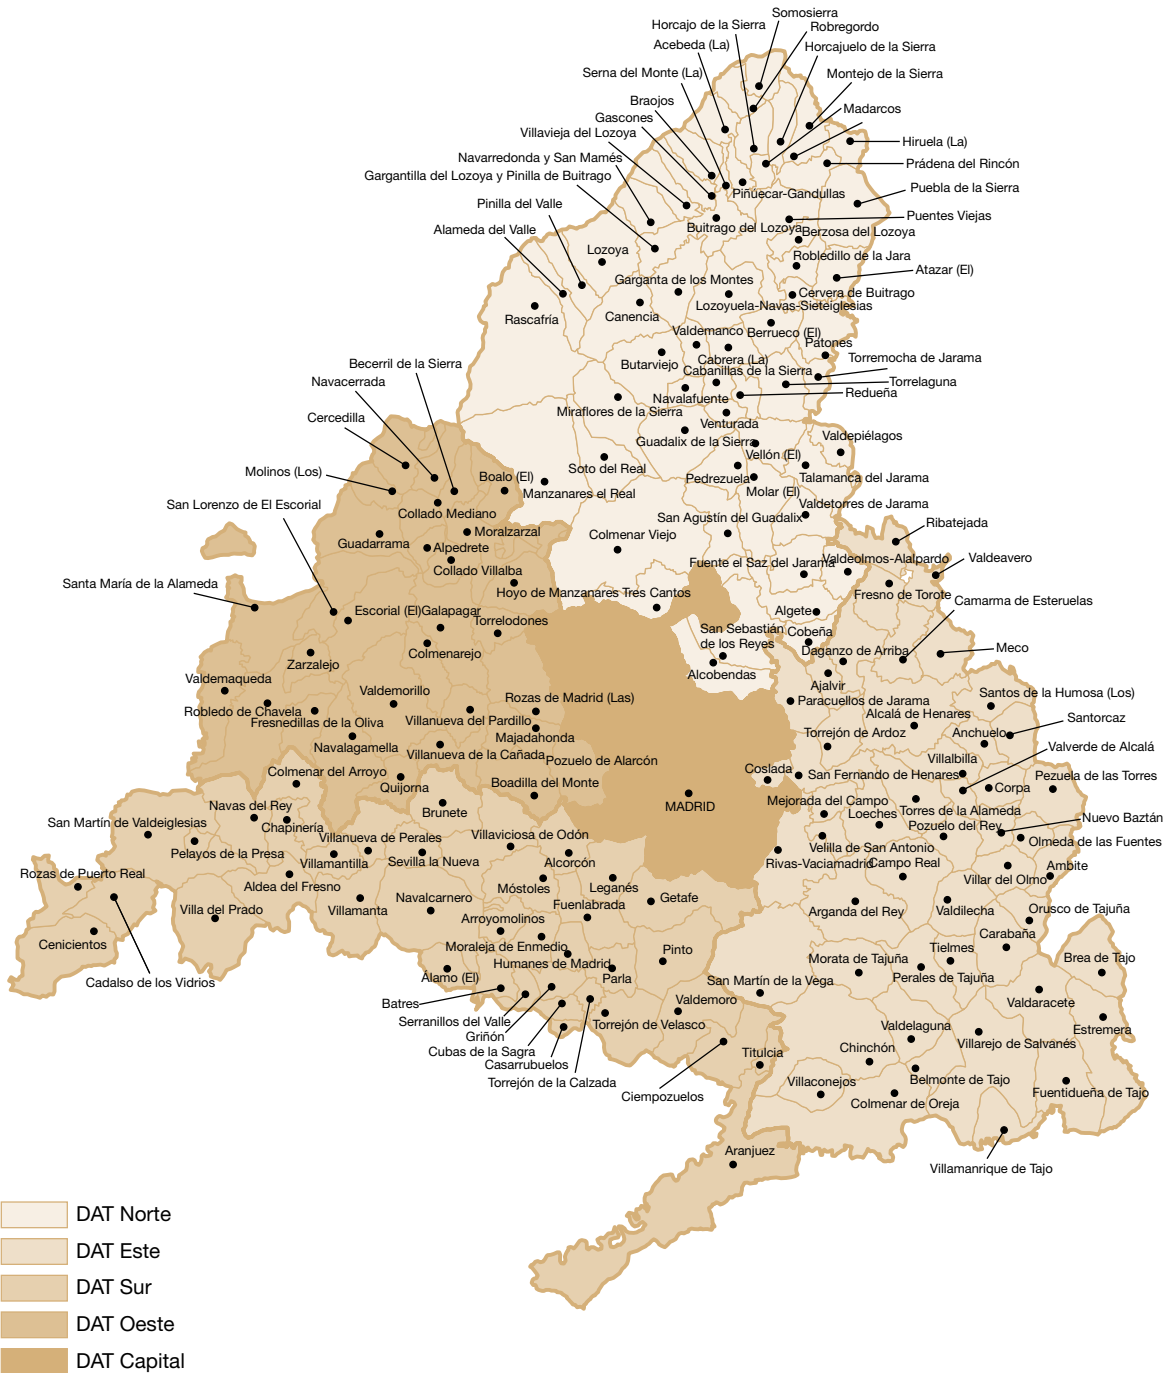 Somosierra
Horcajo de la Sierra
Robregordo
Acebeda (La)
Horcajuelo de la Sierra
Serna del Monte (La)
Montejo de la Sierra
Braojos
Madarcos
Gascones
Villavieja del Lozoya
Hiruela (La)
Navarredonda y San Mamés
Prádena del Rincón
Gargantilla del Lozoya y Pinilla de Buitrago
Puebla de la Sierra
Piñuecar-Gandullas
Pinilla del Valle
Puentes Viejas
Alameda del Valle
Buitrago del Lozoya
Berzosa del Lozoya
Lozoya
Robledillo de la Jara
Atazar (El)
Garganta de los Montes
Cervera de Buitrago
Lozoyuela-Navas-Sieteiglesias
Rascafría
Canencia
Valdemanco
Berrueco (El)
Patones
Butarviejo
Cabrera (La)
Torremocha de Jarama
Becerril de la Sierra
Cabanillas de la Sierra
Torrelaguna
Navacerrada
Redueña
Navalafuente
Miraflores de la Sierra
Cercedilla
Venturada
Guadalix de la Sierra
Valdepiélagos
Vellón (El)
Molinos (Los)
Soto del Real
Boalo (El)
Pedrezuela
Talamanca del Jarama
Manzanares el Real
Molar (El)
San Lorenzo de El Escorial
Valdetorres de Jarama
Collado Mediano
San Agustín del Guadalix
Ribatejada
Moralzarzal
Colmenar Viejo
Guadarrama
Alpedrete
Valdeolmos-Alalpardo
Valdeavero
Fuente el Saz del Jarama
Collado Villalba
Santa María de la Alameda
Hoyo de Manzanares
Tres Cantos
Fresno de Torote
Camarma de Esteruelas
Escorial (El)
Galapagar
Algete
Torrelodones
San Sebastián
de los Reyes
Cobeña
Daganzo de Arriba
Meco
Colmenarejo
Zarzalejo
Alcobendas
Valdemaqueda
Ajalvir
Valdemorillo
Santos de la Humosa (Los)
Rozas de Madrid (Las)
Paracuellos de Jarama
Robledo de Chavela
Alcalá de Henares
Santorcaz
Fresnedillas de la Oliva
Villanueva del Pardillo
Torrejón de Ardoz
Anchuelo
Majadahonda
Navalagamella
Valverde de Alcalá
Villanueva de la Cañada
Villalbilla
Pozuelo de Alarcón
Coslada
Colmenar del Arroyo
San Fernando de Henares
Pezuela de las Torres
Boadilla del Monte
Quijorna
Corpa
MADRID
Mejorada del Campo
Navas del Rey
Brunete
Torres de la Alameda
Loeches
Nuevo Baztán
San Martín de Valdeiglesias
Chapinería
Pozuelo del Rey
Villanueva de Perales
Villaviciosa de Odón
Olmeda de las Fuentes
Velilla de San Antonio
Pelayos de la Presa
Villamantilla
Sevilla la Nueva
Alcorcón
Rivas-Vaciamadrid
Campo Real
Ambite
Rozas de Puerto Real
Villar del Olmo
Aldea del Fresno
Móstoles
Leganés
Navalcarnero
Getafe
Fuenlabrada
Villa del Prado
Villamanta
Arganda del Rey
Valdilecha
Orusco de Tajuña
Arroyomolinos
Carabaña
Cenicientos
Moraleja de Enmedio
Pinto
Tielmes
Morata de Tajuña
Brea de Tajo
Humanes de Madrid
Álamo (El)
Parla
Perales de Tajuña
Cadalso de los Vidrios
San Martín de la Vega
Batres
Valdemoro
Valdaracete
Serranillos del Valle
Torrejón de Velasco
Valdelaguna
Estremera
Griñón
Villarejo de Salvanés
Chinchón
Cubas de la Sagra
Titulcia
Casarrubuelos
Villaconejos
Belmonte de Tajo
Torrejón de la Calzada
Fuentidueña de Tajo
Ciempozuelos
Colmenar de Oreja
Aranjuez
Villamanrique de Tajo
DAT Norte
DAT Este
DAT Sur
DAT Oeste
DAT Capital